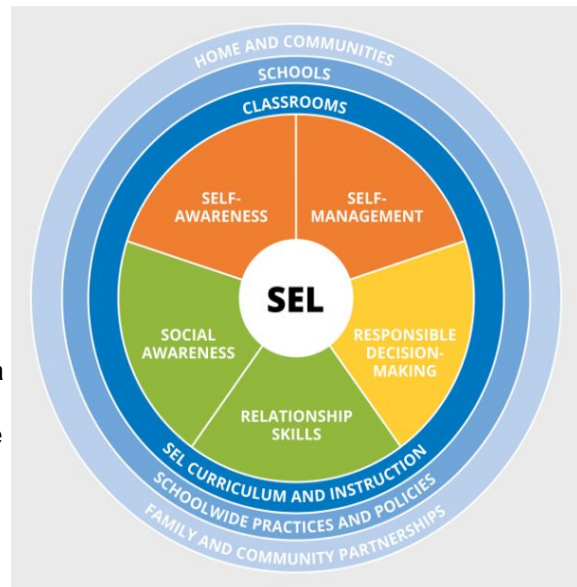 HOME AND COMMUNITIES
SCHOOLS
CLASSROOMS
SELF-
AWARENESS
SELF-
MANAGEMENT
SEL
SOCIAL
AWARENESS
RESPONSIBLE
DECISION-
MAKING
RELATIONSHIP
SKILLS
SEL CURRICULUM AND INSTRUCTION
SCHOOLWIDE PRACTICES AND POLICIES
FAMILY AND COMMUNITY PARTNERSHIPS